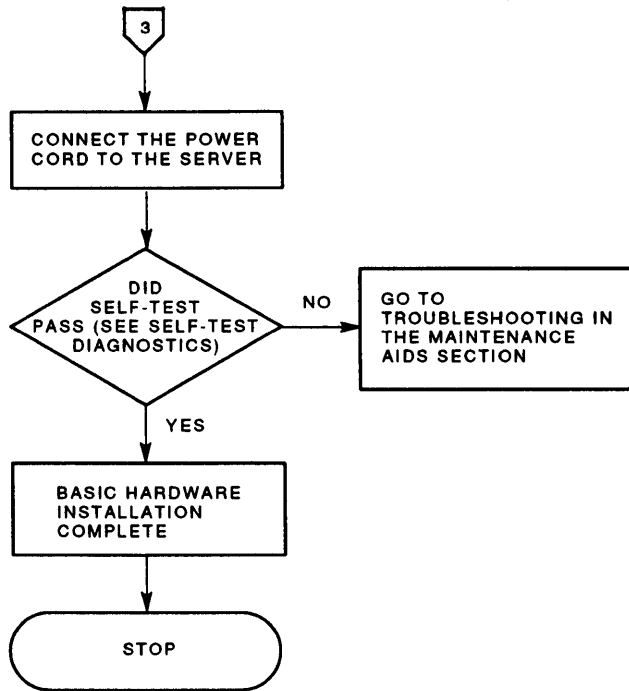 3
CONNECT THE POWER
CORD TO THE SERVER
DID
SELF-TEST
PASS (SEE SELF-TEST
DIAGNOSTICS)
NO
GO TO
TROUBLESHOOTING IN
THE MAINTENANCE
AIDS SECTION
YES
BASIC HARDWARE
INSTALLATION
COMPLETE
STOP